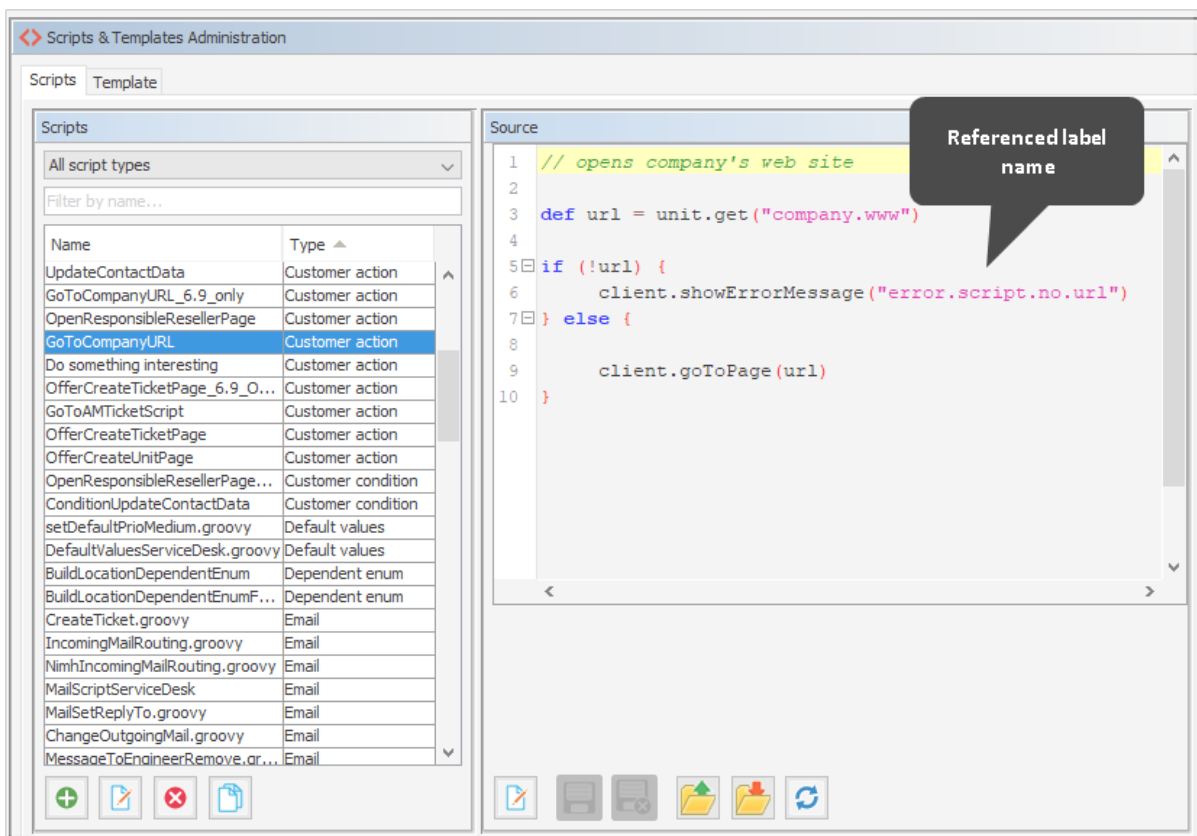 Scripts & Templates Administration
Scripts Template
Scripts
All script types
Filter by name...
Name Type
UpdateContactData Customer action
GoToCompanyURL_6.9_only Customer action
OpenResponsibleResellerPage Customer action
GoToCompanyURL Customer action
Do something interesting Customer action
OfferCreateTicketPage_6.9_O... Customer action
GoToAMTicketScript Customer action
OfferCreateTicketPage Customer action
OfferCreateUnitPage Customer action
OpenResponsibleResellerPage... Customer condition
ConditionUpdateContactData Customer condition
setDefaultPrioMedium.groovy Default values
DefaultValuesServiceDesk.groovy Default values
BuildLocationDependentEnum Dependent enum
BuildLocationDependentEnumF... Dependent enum
CreateTicket.groovy Email
IncomingMailRouting.groovy Email
NimhIncomingMailRouting.groovy Email
MailScriptServiceDesk Email
MailSetReplyTo.groovy Email
ChangeOutgoingMail.groovy Email
MessageToEngineerRemove.gr... Email
Source
Referenced label
name
1 // opens company's web site
2
3 def url = unit.get("company.www")
4
5 if (!url) {
6 client.showErrorMessage("error.script.no.url")
7 } else {
8
9 client.goToPage(url)
10 }